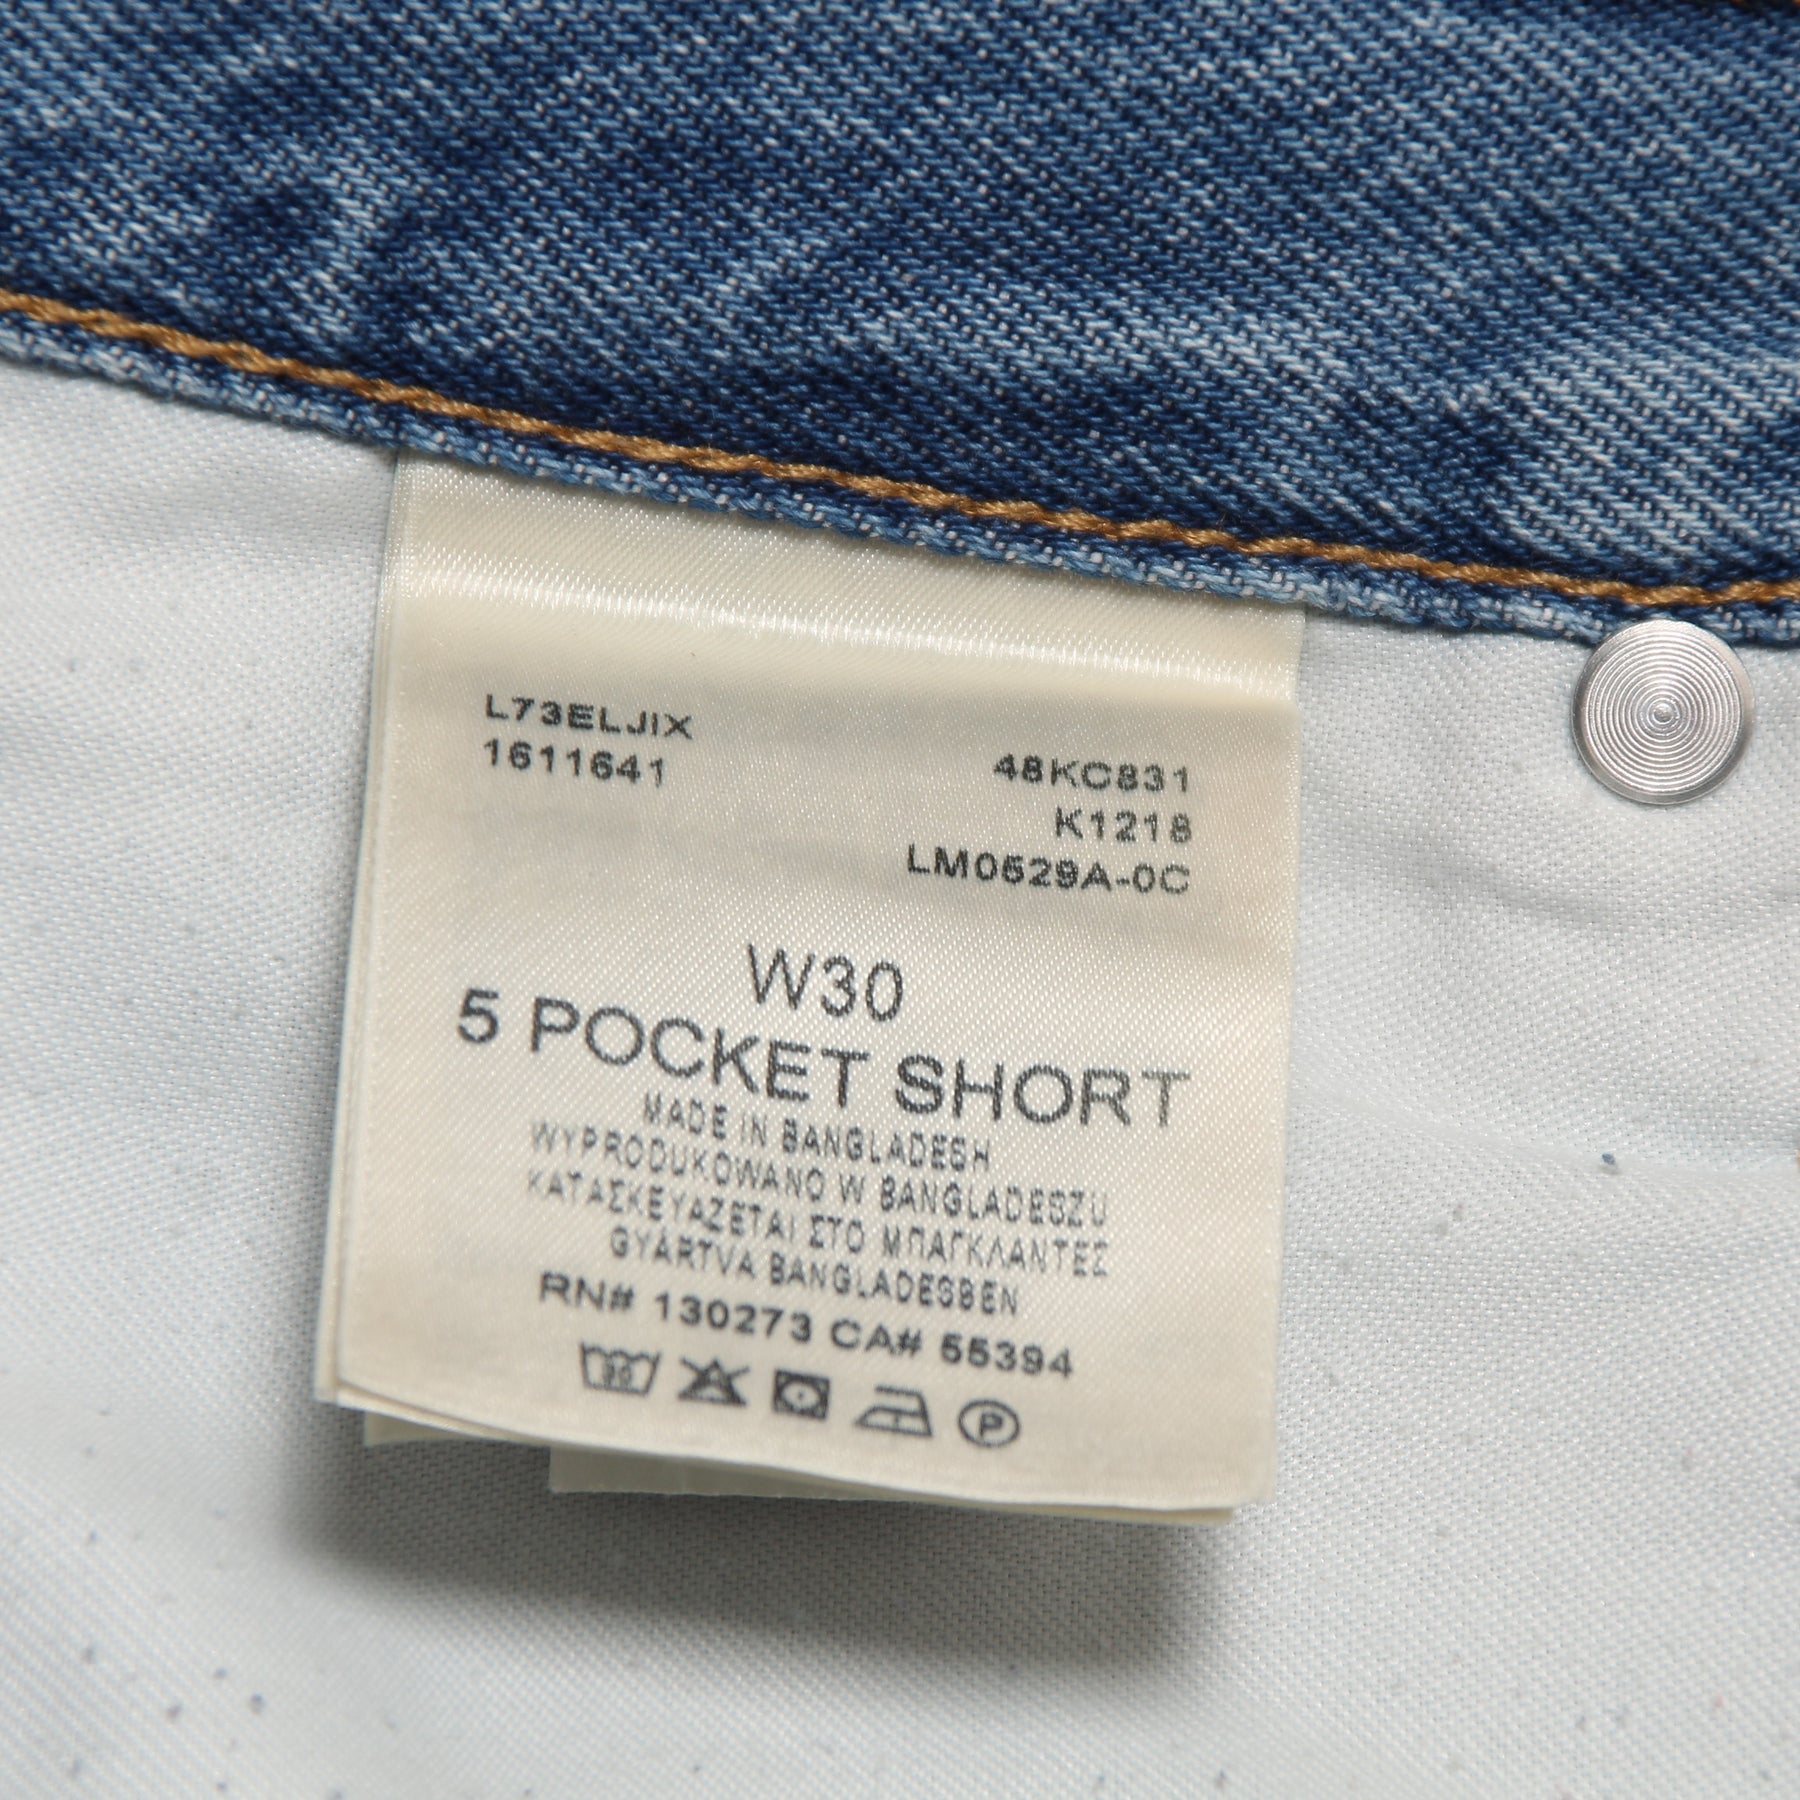 L73ELJIX
1611641
48KC831
K1218
LM0529A-0C
W30
5 POCKET SHORT
MADE IN BANGLADESH
WYPRODUKOWANO W BANGLADESZU
ΚΑΤΑΣΚΕΥΑΖΕΤΑΙ ΣΤΟ ΜΠΑΓΚΛΑΝΤΕΣ
GYÁRTVA BANGLADESBEN
RN# 130273 CA# 55394
P